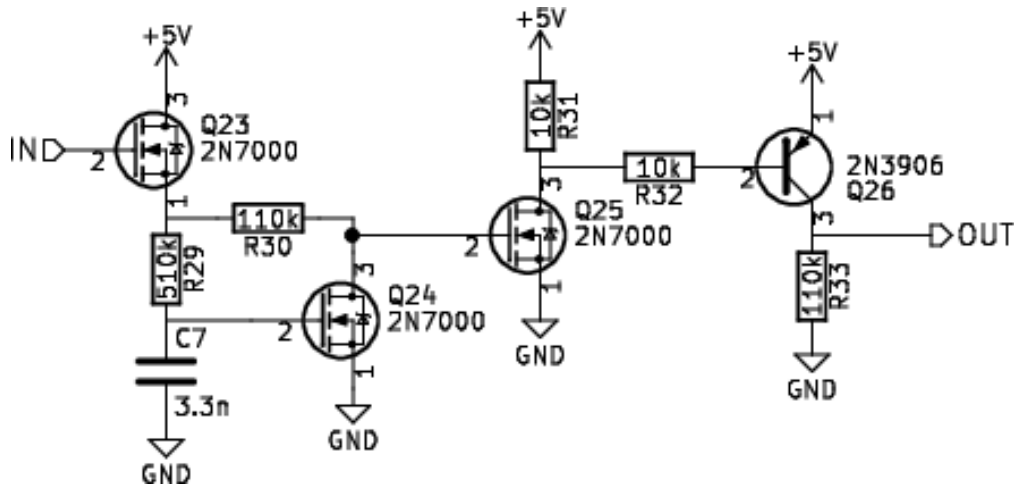 +5V
3
IN
2
Q23
2N7000
1
110k
R30
510k
R29
C7
3.3n
GND
2
3
Q24
2N7000
1
GND
+5V
10k
R31
3
2
Q25
2N7000
1
GND
10k
R32
+5V
1
2
2N3906
Q26
3
OUT
110k
R33
GND